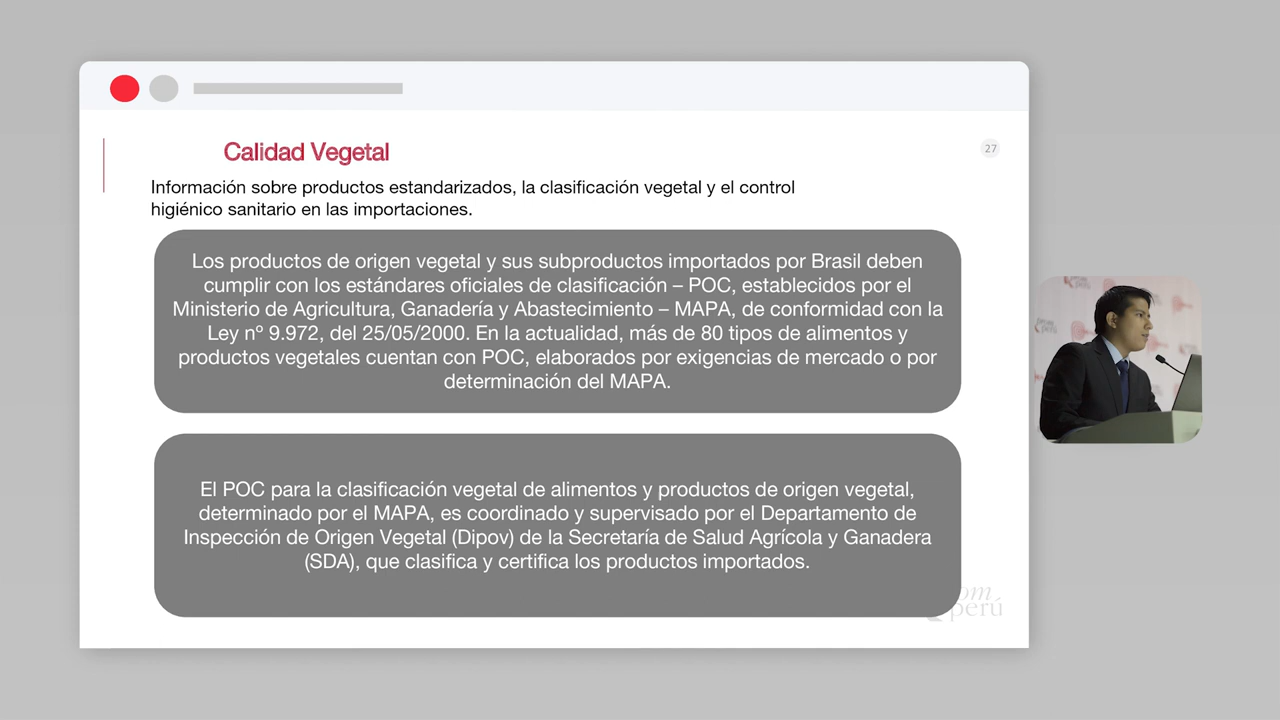 Calidad Vegetal
27
Información sobre productos estandarizados, la clasificación vegetal y el control
higiénico sanitario en las importaciones.
Los productos de origen vegetal y sus subproductos importados por Brasil deben
cumplir con los estándares oficiales de clasificación – POC, establecidos por el
Ministerio de Agricultura, Ganadería y Abastecimiento – MAPA, de conformidad con la
Ley nº 9.972, del 25/05/2000. En la actualidad, más de 80 tipos de alimentos y
productos vegetales cuentan con POC, elaborados por exigencias de mercado o por
determinación del MAPA.
El POC para la clasificación vegetal de alimentos y productos de origen vegetal,
determinado por el MAPA, es coordinado y supervisado por el Departamento de
Inspección de Origen Vegetal (Dipov) de la Secretaría de Salud Agrícola y Ganadera
(SDA), que clasifica y certifica los productos importados.
om
perú